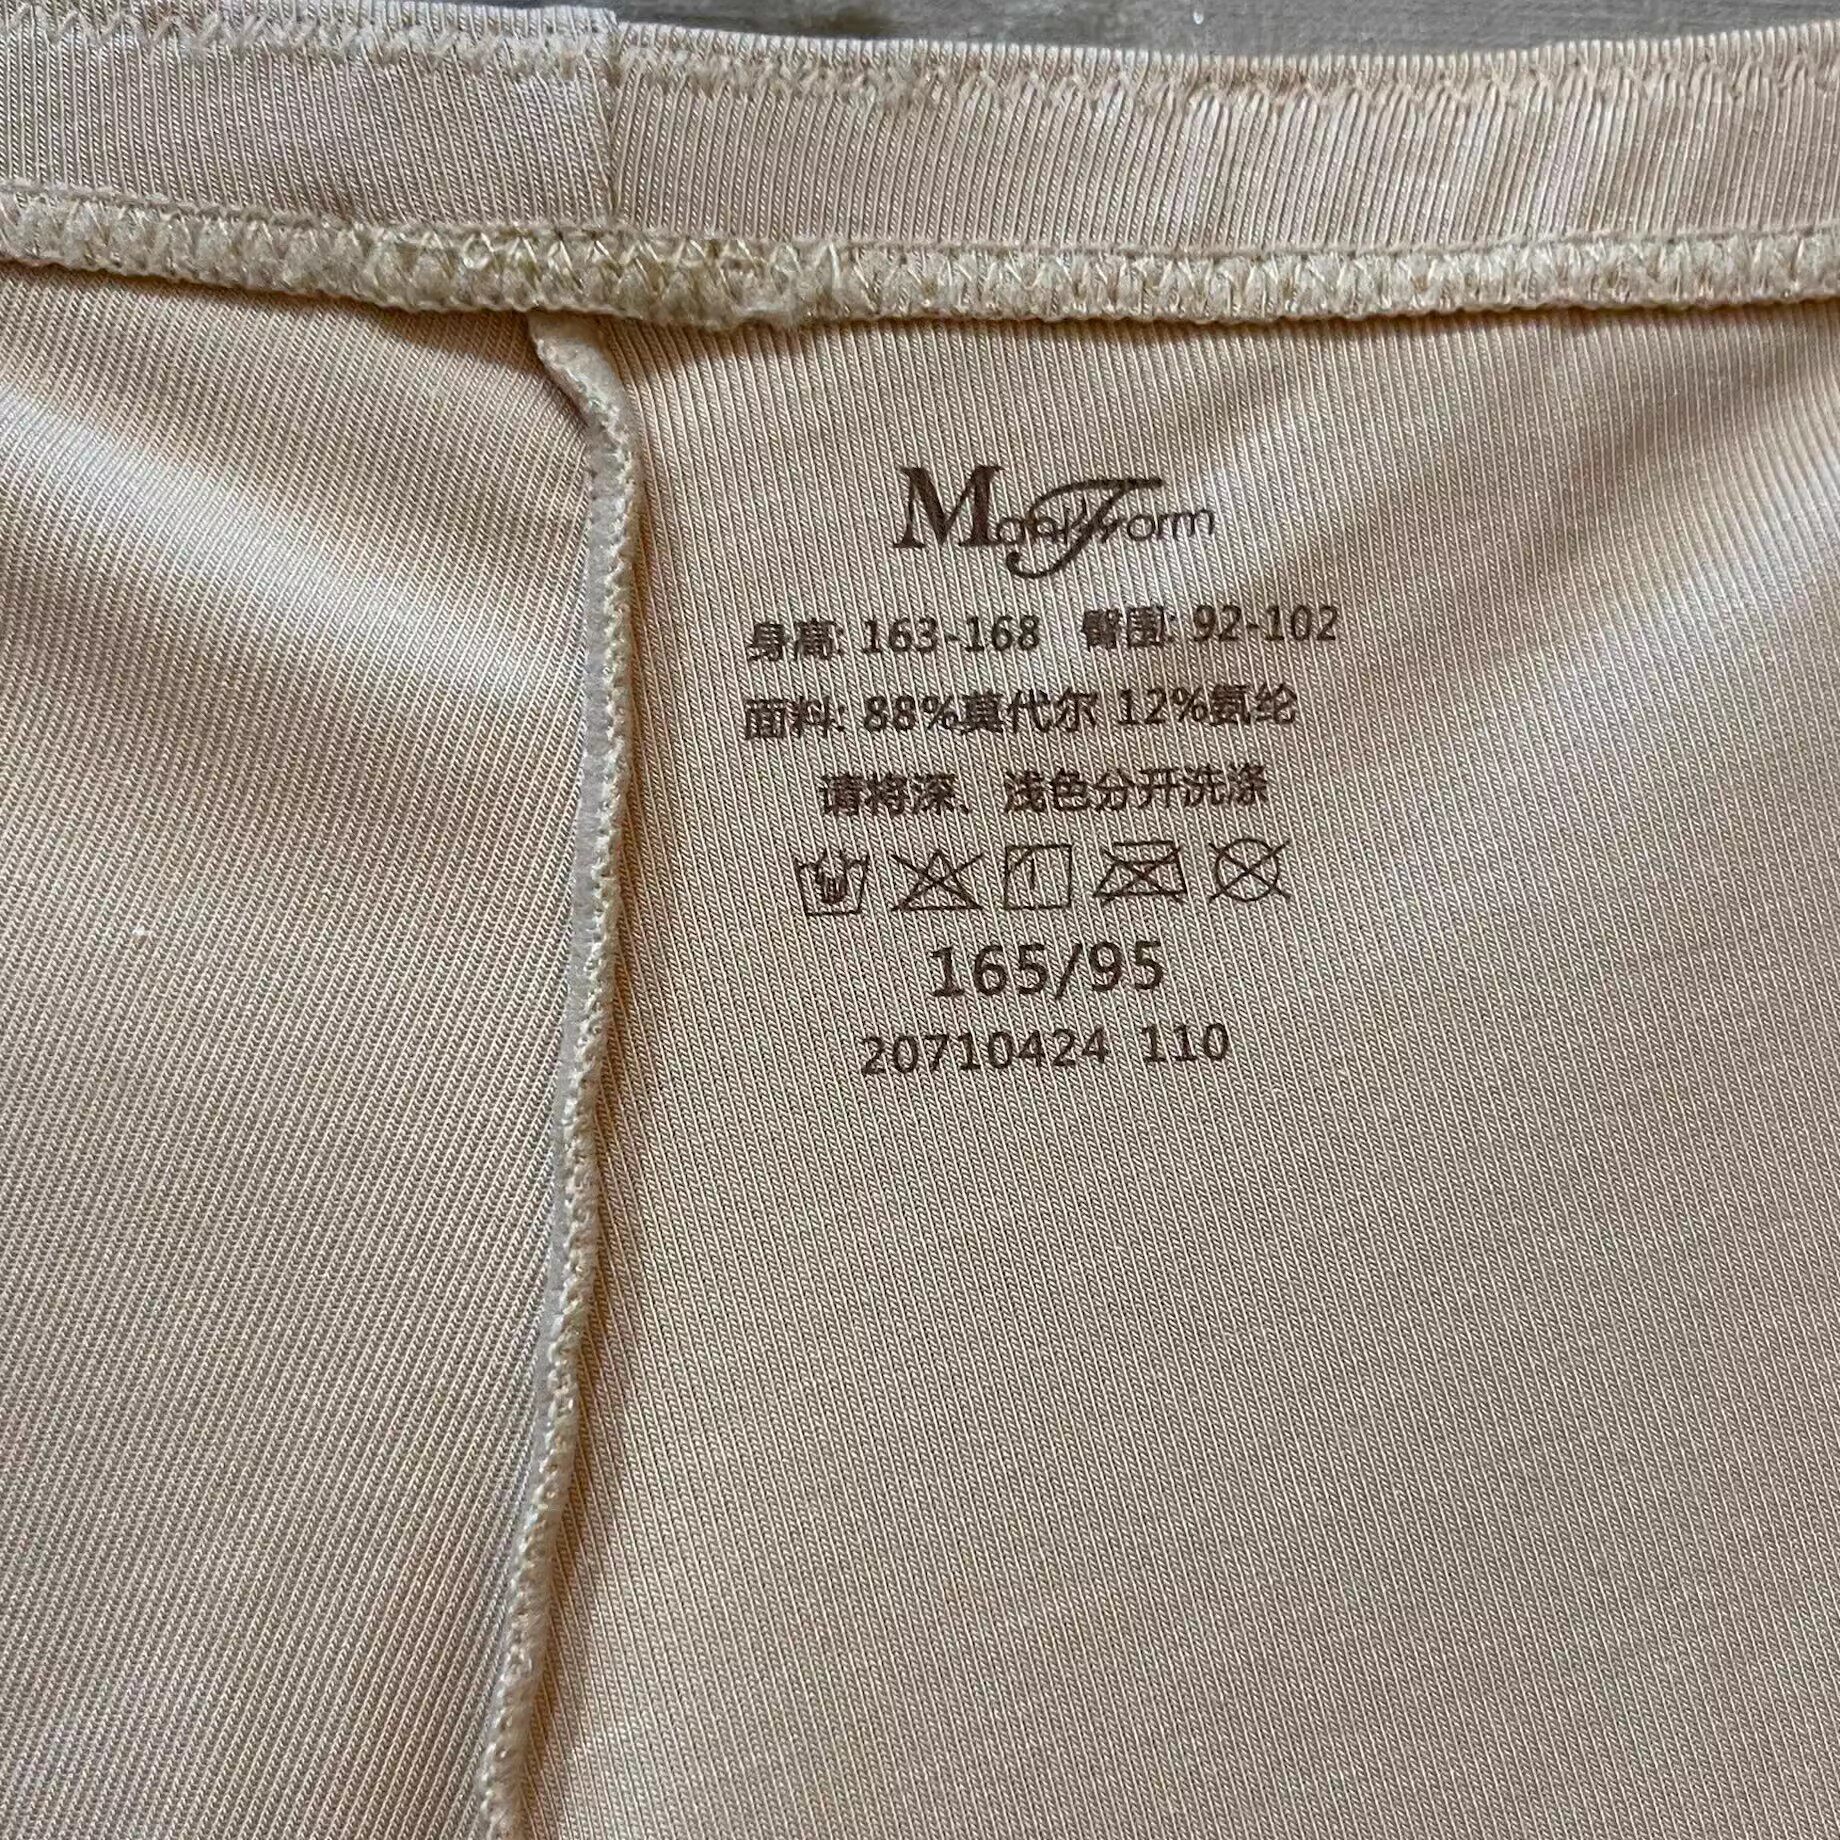 ManiForm
身高: 163-168 臀围: 92-102
面料: 88%莫代尔 12%氨纶
请将深、浅色分开洗涤
165/95
20710424 110